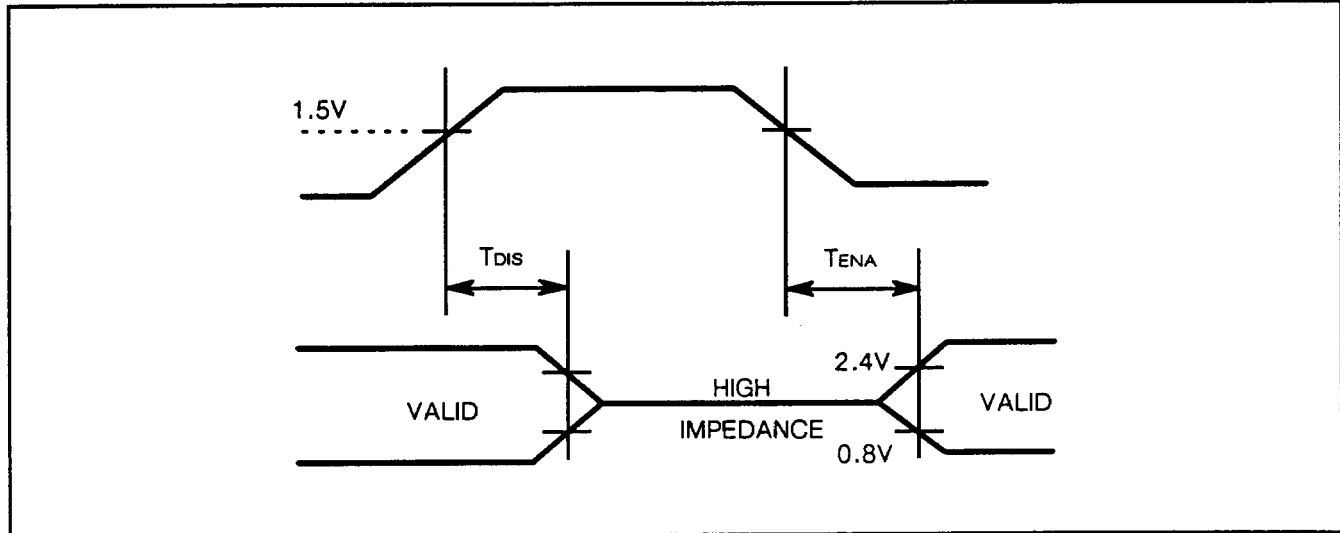 1.5V
TDIS
TENA
2.4V
HIGH
VALID
VALID
IMPEDANCE
0.8V